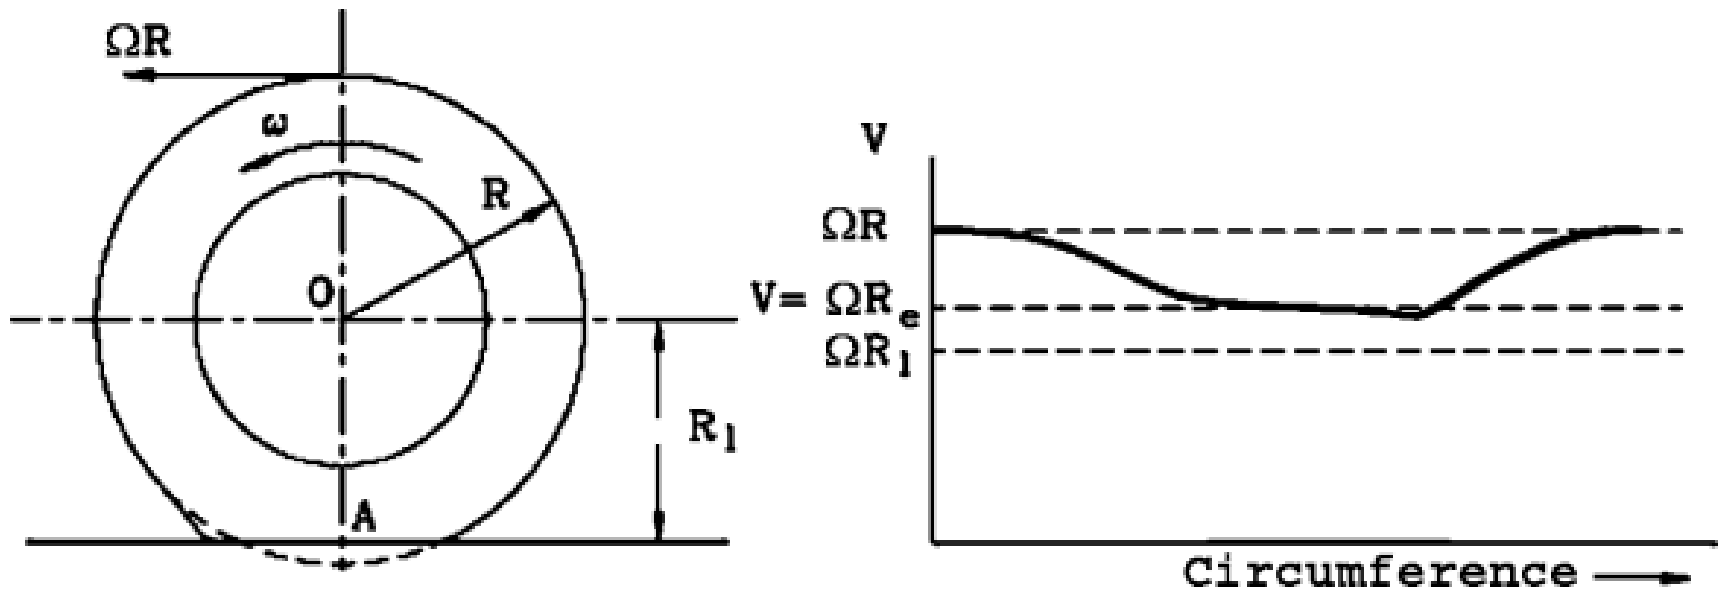 ΩR
ω
R
O
R₁
A
V
ΩR
V= ΩRₑ
ΩR₁
Circumference